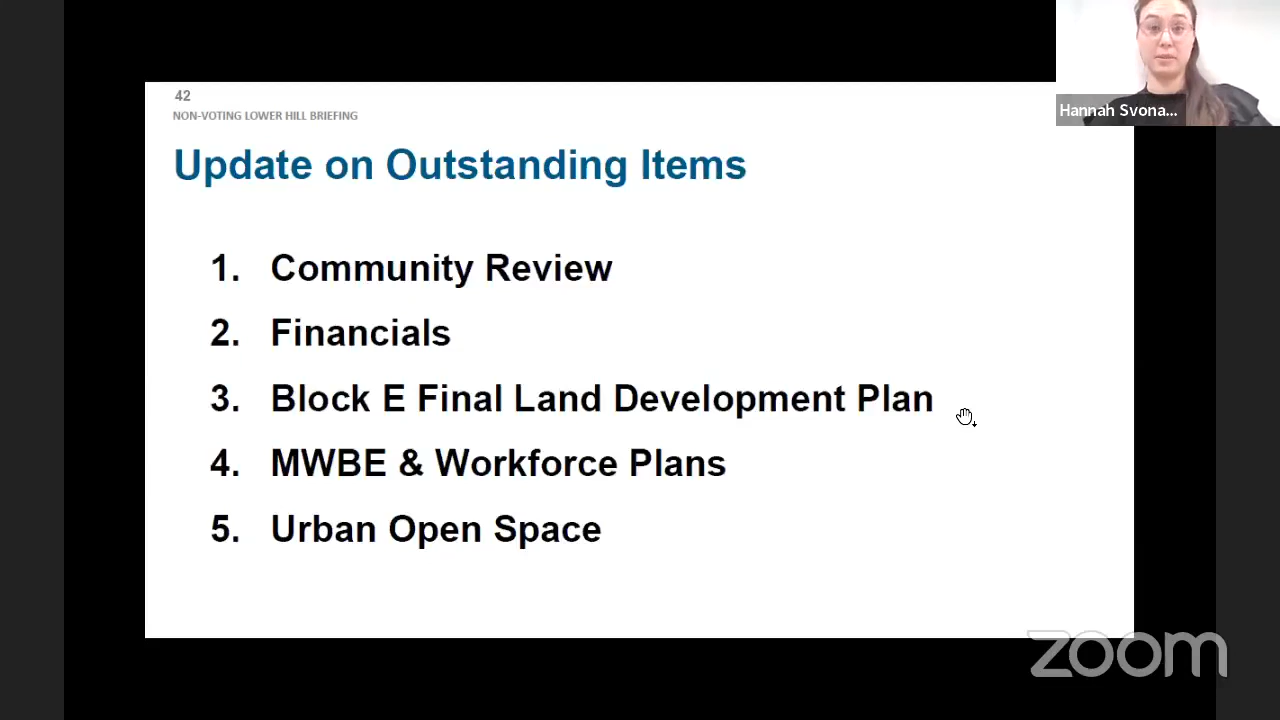 42
NON-VOTING LOWER HILL BRIEFING
Update on Outstanding Items
1. Community Review
2. Financials
3. Block E Final Land Development Plan
4. MWBE & Workforce Plans
5. Urban Open Space
Hannah Svona...
zoom